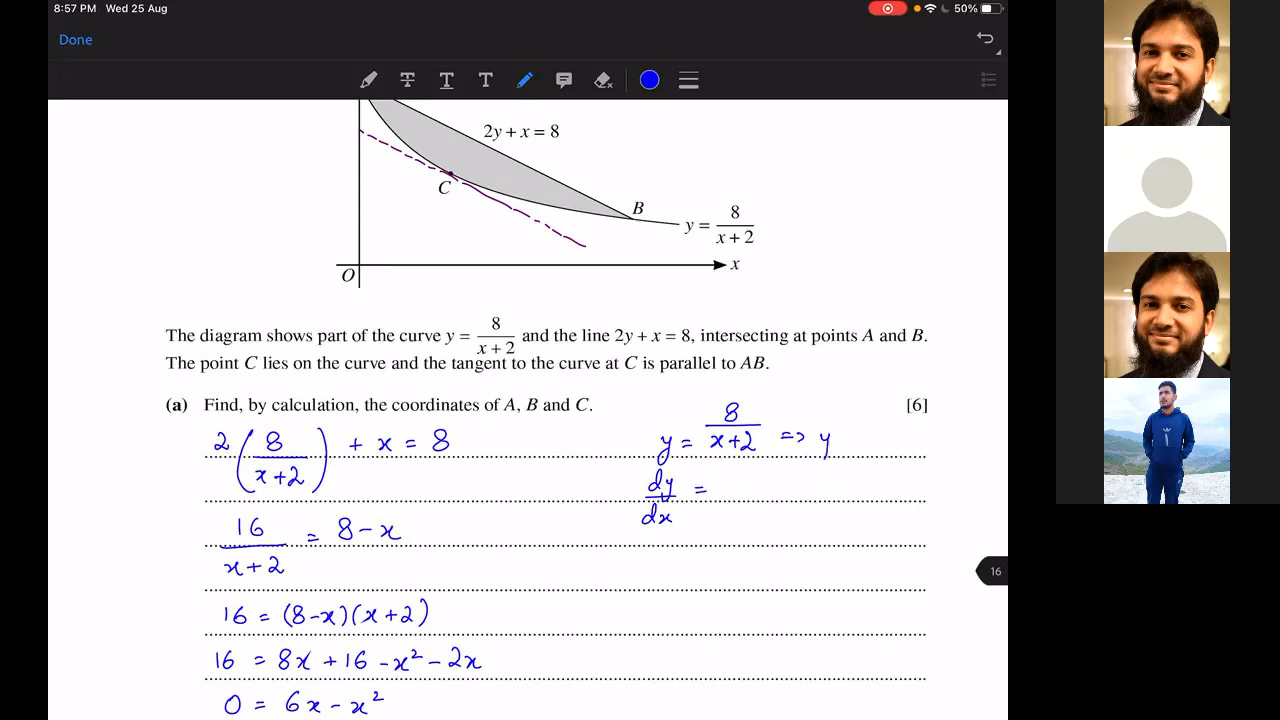 8:57 PM Wed 25 Aug
50%
Done
T T T
2y + x = 8
C
B
y = 8/(x + 2)
O
x
The diagram shows part of the curve y = 8/(x + 2) and the line 2y + x = 8, intersecting at points A and B.
The point C lies on the curve and the tangent to the curve at C is parallel to AB.
(a) Find, by calculation, the coordinates of A, B and C. [6]
2(8/(x+2)) + x = 8
16/(x+2) = 8 - x
16 = (8-x)(x+2)
16 = 8x + 16 - x² - 2x
0 = 6x - x²
y = 8/(x+2) => y
dy/dx =
16